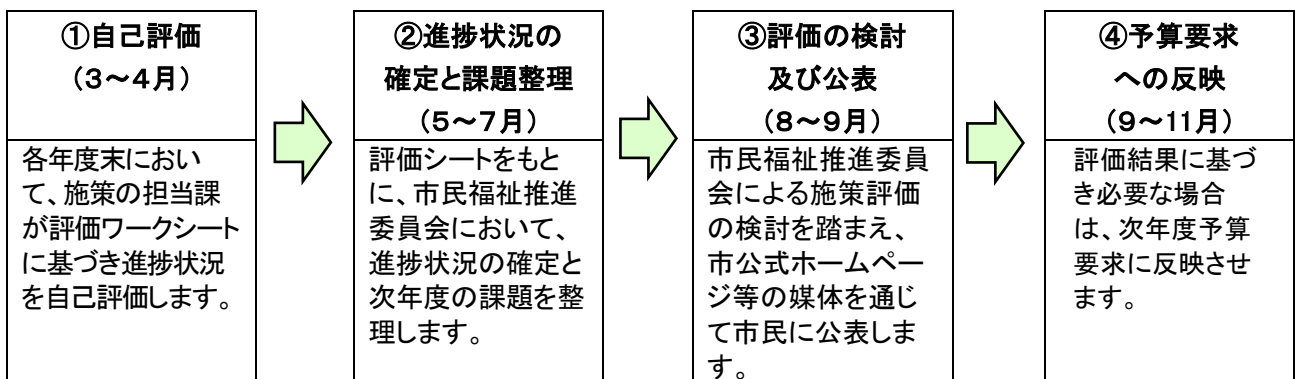 ①自己評価
（３～４月）
各年度末におい
て、施策の担当課
が評価ワークシート
に基づき進捗状況
を自己評価します。
②進捗状況の
確定と課題整理
（５～７月）
評価シートをもと
に、市民福祉推進
委員会において、
進捗状況の確定と
次年度の課題を整
理します。
③評価の検討
及び公表
（８～９月）
市民福祉推進委員
会による施策評価
の検討を踏まえ、
市公式ホームペー
ジ等の媒体を通じ
て市民に公表しま
す。
④予算要求
への反映
（９～11月）
評価結果に基づ
き必要な場合
は、次年度予算
要求に反映させ
ます。